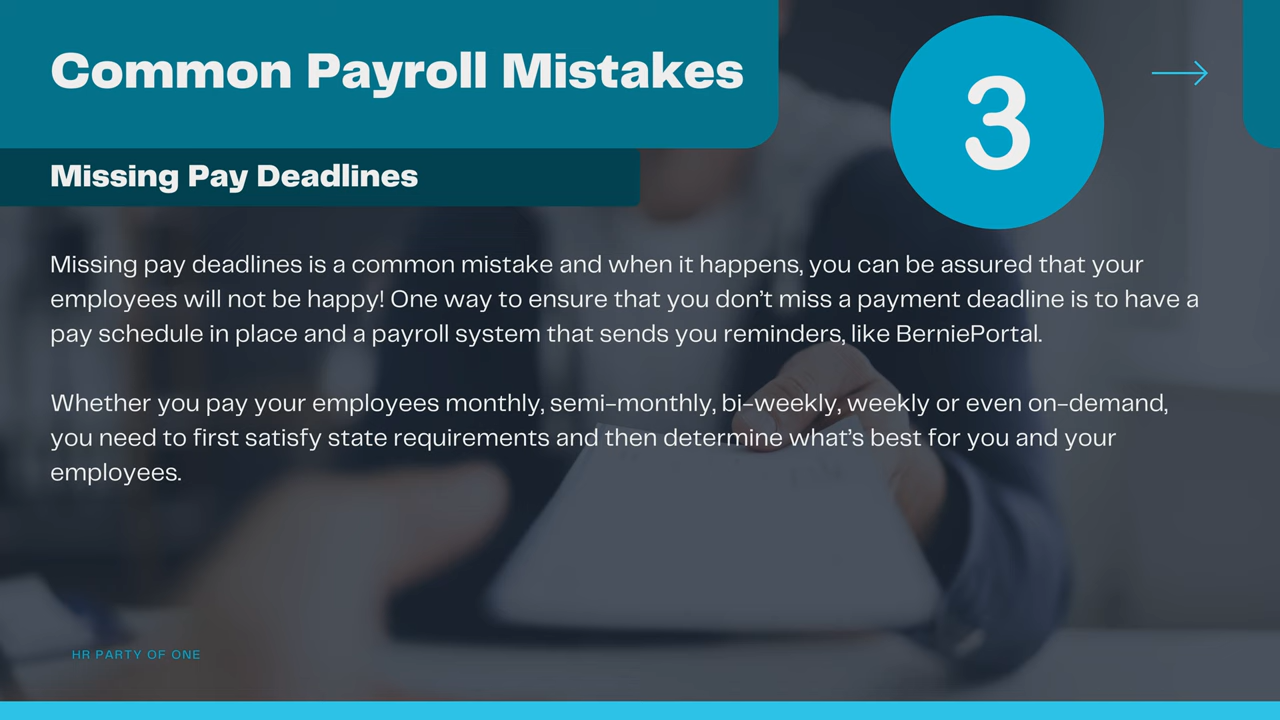 Common Payroll Mistakes
3
Missing Pay Deadlines
Missing pay deadlines is a common mistake and when it happens, you can be assured that your
employees will not be happy! One way to ensure that you don’t miss a payment deadline is to have a
pay schedule in place and a payroll system that sends you reminders, like BerniePortal.
Whether you pay your employees monthly, semi-monthly, bi-weekly, weekly or even on-demand,
you need to first satisfy state requirements and then determine what’s best for you and your
employees.
HR PARTY OF ONE